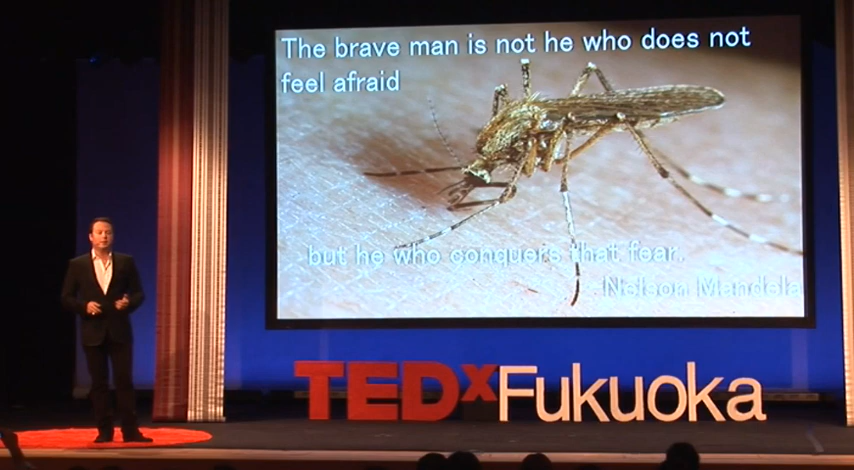 The brave man is not he who does not
feel afraid
but he who conquers that fear.
Nelson Mandela
TEDxFukuoka